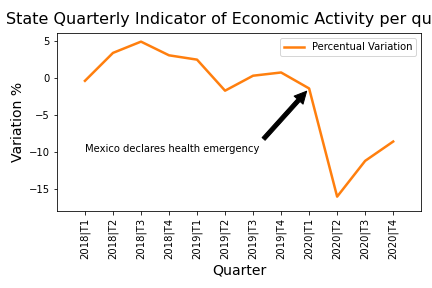 State Quarterly Indicator of Economic Activity per qu
Percentual Variation
Variation %
5
0
−5
−10
−15
Mexico declares health emergency
2018|T1
2018|T2
2018|T3
2018|T4
2019|T1
2019|T2
2019|T3
2019|T4
2020|T1
2020|T2
2020|T3
2020|T4
Quarter